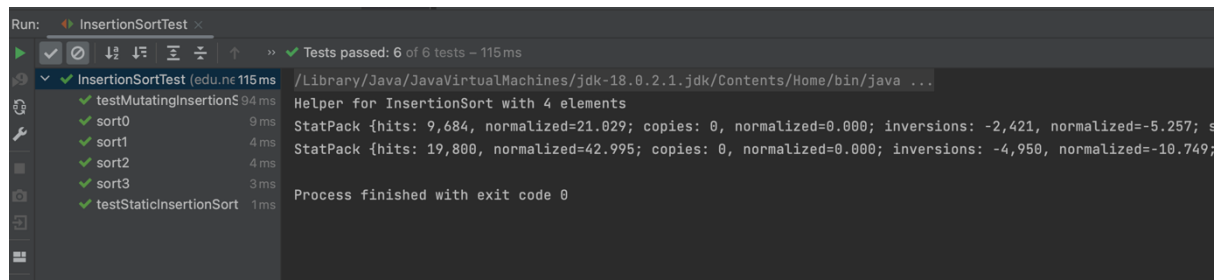 Run: InsertionSortTest ×
Tests passed: 6 of 6 tests – 115 ms
InsertionSortTest (edu.ne 115 ms
testMutatingInsertionS 94 ms
sort0 9 ms
sort1 4 ms
sort2 4 ms
sort3 3 ms
testStaticInsertionSort 1 ms
/Library/Java/JavaVirtualMachines/jdk-18.0.2.1.jdk/Contents/Home/bin/java ...
Helper for InsertionSort with 4 elements
StatPack {hits: 9,684, normalized=21.029; copies: 0, normalized=0.000; inversions: -2,421, normalized=-5.257; s
StatPack {hits: 19,800, normalized=42.995; copies: 0, normalized=0.000; inversions: -4,950, normalized=-10.749;
Process finished with exit code 0